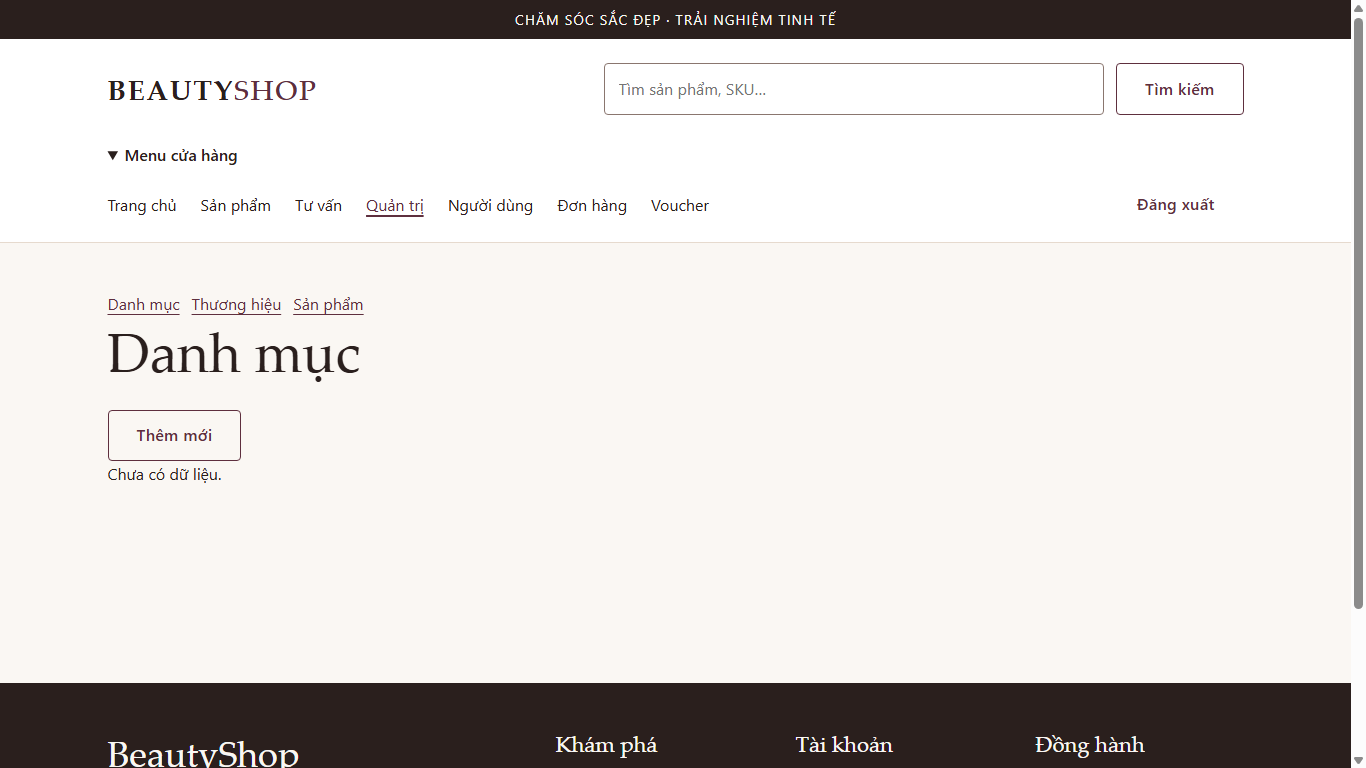 CHĂM SÓC SẮC ĐẸP · TRẢI NGHIỆM TINH TẾ
BEAUTYSHOP
Tìm sản phẩm, SKU...
Tìm kiếm
▼ Menu cửa hàng
Trang chủ Sản phẩm Tư vấn Quản trị Người dùng Đơn hàng Voucher Đăng xuất
Danh mục Thương hiệu Sản phẩm
Danh mục
Thêm mới
Chưa có dữ liệu.
BeautyShop Khám phá Tài khoản Đồng hành